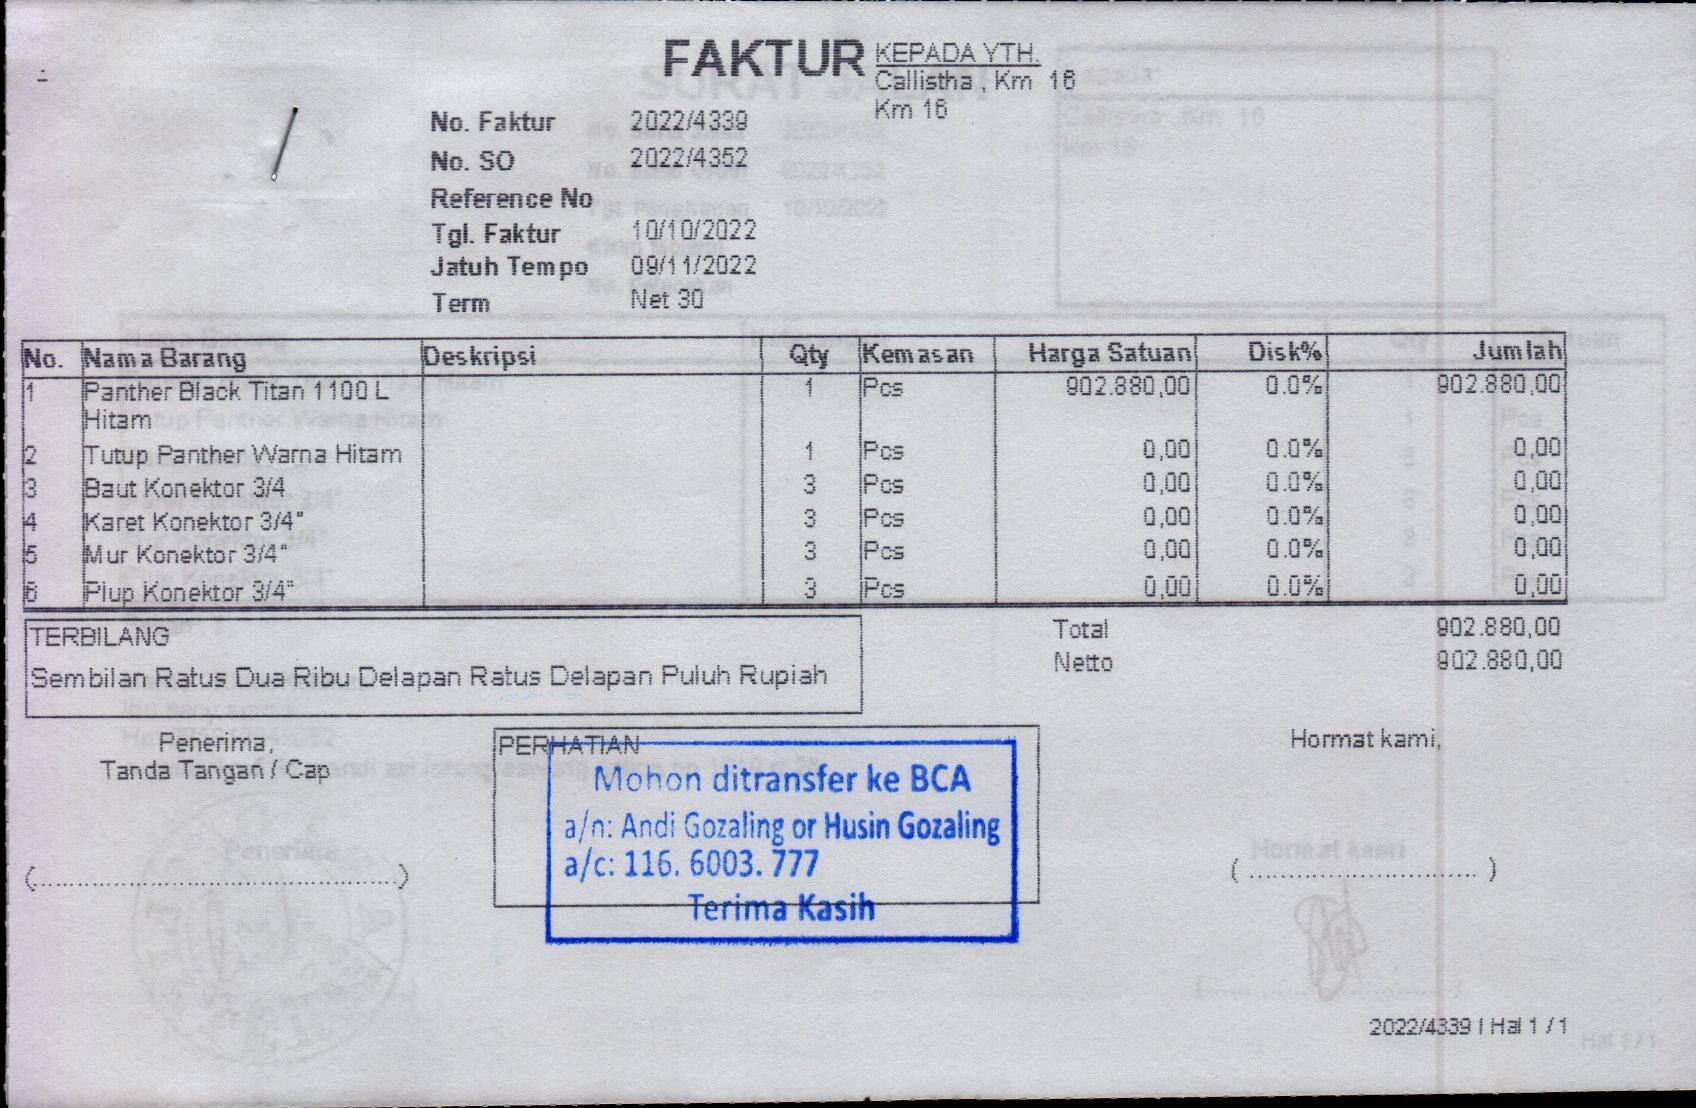 FAKTUR
KEPADA YTH.
Callistha , Km 16
Km 16
No. Faktur 2022/4339
No. SO 2022/4352
Reference No
Tgl. Faktur 10/10/2022
Jatuh Tempo 09/11/2022
Term Net 30
No. Nama Barang Deskripsi Qty Kemasan Harga Satuan Disk% Jumlah
1 Panther Black Titan 1100 L 1 Pcs 902.880,00 0.0% 902.880,00
Hitam
2 Tutup Panther Warna Hitam 1 Pcs 0,00 0.0% 0,00
3 Baut Konektor 3/4 3 Pcs 0,00 0.0% 0,00
4 Karet Konektor 3/4" 3 Pcs 0,00 0.0% 0,00
5 Mur Konektor 3/4" 3 Pcs 0,00 0.0% 0,00
6 Plup Konektor 3/4" 3 Pcs 0,00 0.0% 0,00
TERBILANG
Sembilan Ratus Dua Ribu Delapan Ratus Delapan Puluh Rupiah
Total 902.880,00
Netto 902.880,00
Penerima,
Tanda Tangan / Cap
(.................................................)
PERHATIAN
Mohon ditransfer ke BCA
a/n: Andi Gozaling or Husin Gozaling
a/c: 116. 6003. 777
Terima Kasih
Hormat kami,
( ............................... )
2022/4339 I Hal 1 / 1